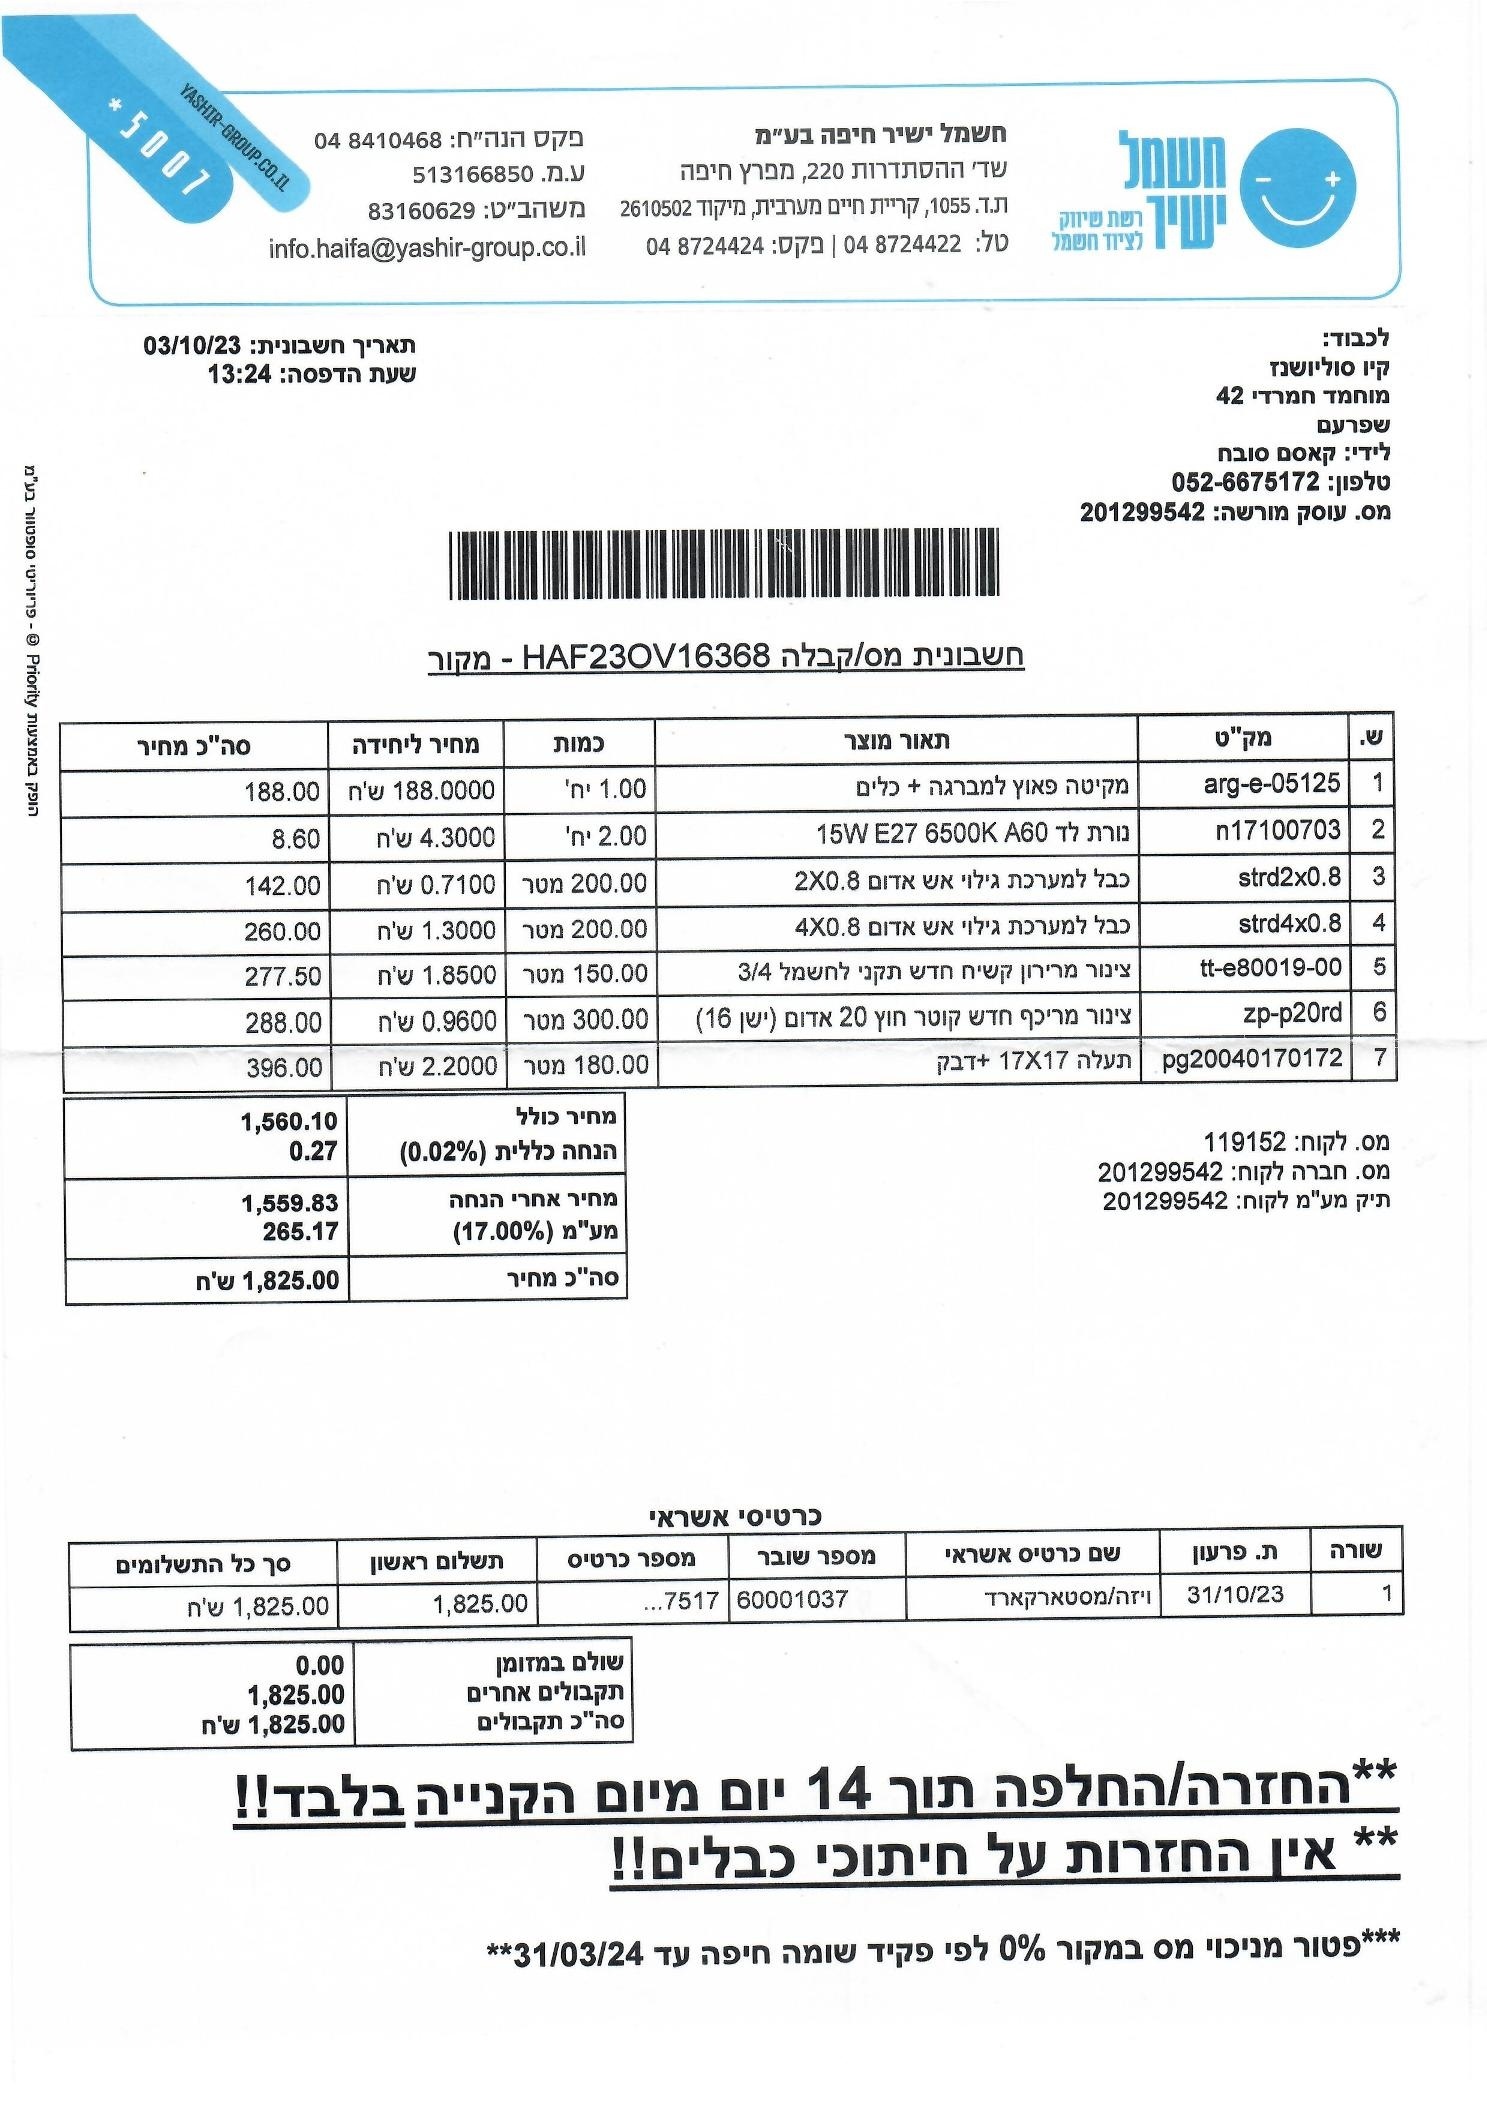 YASHIR-GROUP.CO.IL
*5007
חשמל
ישיר
רשת שיווק
לציוד חשמל
חשמל ישיר חיפה בע"מ
שד' ההסתדרות 220, מפרץ חיפה
ת.ד. 1055, קריית חיים מערבית, מיקוד 2610502
טל: 04 8724422 | פקס: 04 8724424
פקס הנה"ח: 04 8410468
ע.מ. 513166850
משהב"ט: 83160629
info.haifa@yashir-group.co.il
תאריך חשבונית: 03/10/23
שעת הדפסה: 13:24
לכבוד:
קיו סוליושנז
מוחמד חמרדי 42
שפרעם
לידי: קאסם סובח
טלפון: 052-6675172
מס. עוסק מורשה: 201299542
הופק באמצעות Priority © - פריוריטי סופטוור בע"מ
חשבונית מס/קבלה HAF23OV16368 - מקור
ש. מק"ט תאור מוצר כמות מחיר ליחידה סה"כ מחיר
1 arg-e-05125 מקיטה פאוץ למברגה + כלים 1.00 יח' 188.0000 ש'ח 188.00
2 n17100703 נורת לד 15W E27 6500K A60 2.00 יח' 4.3000 ש'ח 8.60
3 strd2x0.8 כבל למערכת גילוי אש אדום 2X0.8 200.00 מטר 0.7100 ש'ח 142.00
4 strd4x0.8 כבל למערכת גילוי אש אדום 4X0.8 200.00 מטר 1.3000 ש'ח 260.00
5 tt-e80019-00 צינור מרירון קשיח חדש תקני לחשמל 3/4 150.00 מטר 1.8500 ש'ח 277.50
6 zp-p20rd צינור מריכף חדש קוטר חוץ 20 אדום (ישן 16) 300.00 מטר 0.9600 ש'ח 288.00
7 pg20040170172 תעלה 17X17 +דבק 180.00 מטר 2.2000 ש'ח 396.00
מחיר כולל 1,560.10
הנחה כללית (0.02%) 0.27
מחיר אחרי הנחה 1,559.83
מע"מ (17.00%) 265.17
סה"כ מחיר 1,825.00 ש'ח
מס. לקוח: 119152
מס. חברה לקוח: 201299542
תיק מע"מ לקוח: 201299542
כרטיסי אשראי
שורה ת. פרעון שם כרטיס אשראי מספר שובר מספר כרטיס תשלום ראשון סך כל התשלומים
1 31/10/23 ויזה/מסטארקארד 60001037 7517... 1,825.00 1,825.00 ש'ח
שולם במזומן 0.00
תקבולים אחרים 1,825.00
סה"כ תקבולים 1,825.00 ש'ח
**החזרה/החלפה תוך 14 יום מיום הקנייה בלבד!!
** אין החזרות על חיתוכי כבלים!!
***פטור מניכוי מס במקור 0% לפי פקיד שומה חיפה עד 31/03/24**